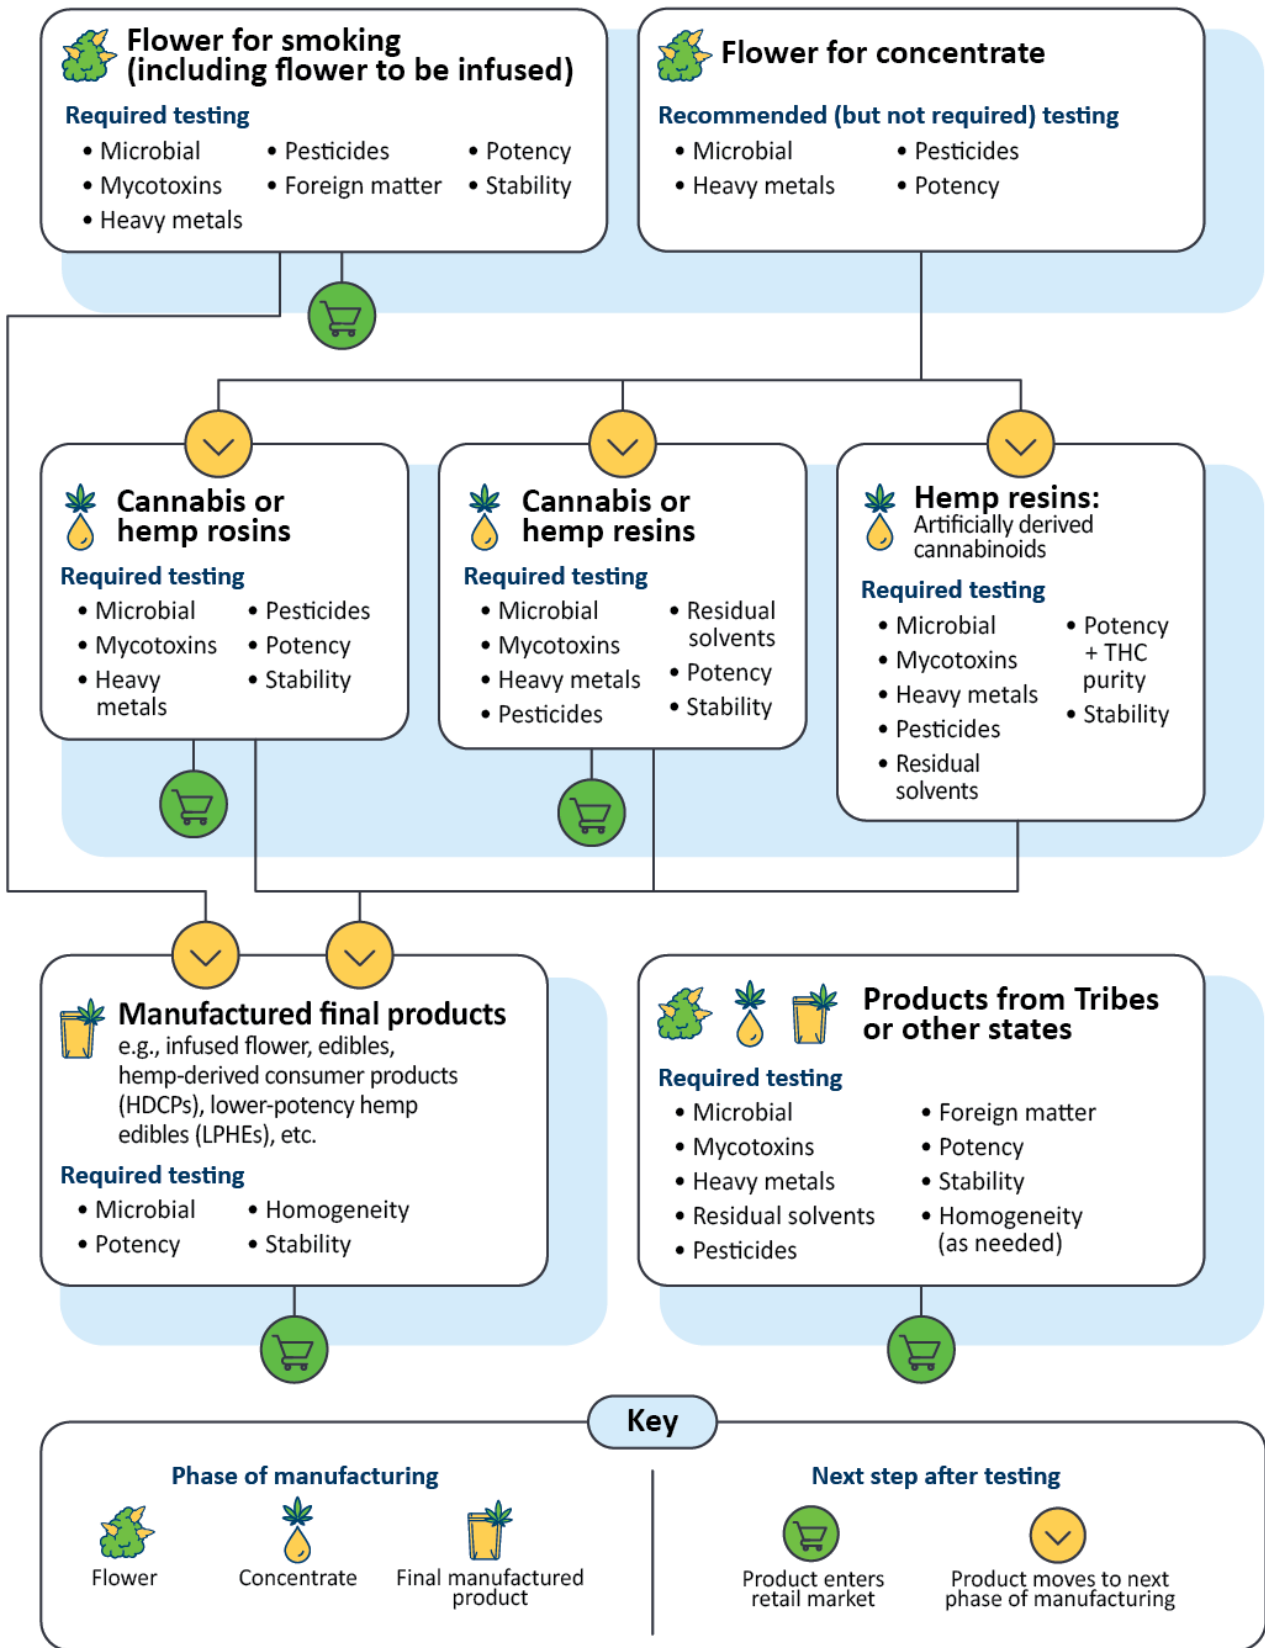 Flower for smoking
(including flower to be infused)
Required testing
• Microbial
• Mycotoxins
• Heavy metals
• Pesticides
• Foreign matter
• Potency
• Stability
Flower for concentrate
Recommended (but not required) testing
• Microbial
• Heavy metals
• Pesticides
• Potency
Cannabis or
hemp rosins
Required testing
• Microbial
• Mycotoxins
• Heavy
metals
• Pesticides
• Potency
• Stability
Cannabis or
hemp resins
Required testing
• Microbial
• Mycotoxins
• Heavy metals
• Pesticides
• Residual
solvents
• Potency
• Stability
Hemp resins:
Artificially derived
cannabinoids
Required testing
• Microbial
• Mycotoxins
• Heavy metals
• Pesticides
• Residual
solvents
• Potency
+ THC
purity
• Stability
Manufactured final products
e.g., infused flower, edibles,
hemp-derived consumer products
(HDCPs), lower-potency hemp
edibles (LPHEs), etc.
Required testing
• Microbial
• Potency
• Homogeneity
• Stability
Products from Tribes
or other states
Required testing
• Microbial
• Mycotoxins
• Heavy metals
• Residual solvents
• Pesticides
• Foreign matter
• Potency
• Stability
• Homogeneity
(as needed)
Key
Phase of manufacturing
Flower
Concentrate
Final manufactured
product
Next step after testing
Product enters
retail market
Product moves to next
phase of manufacturing